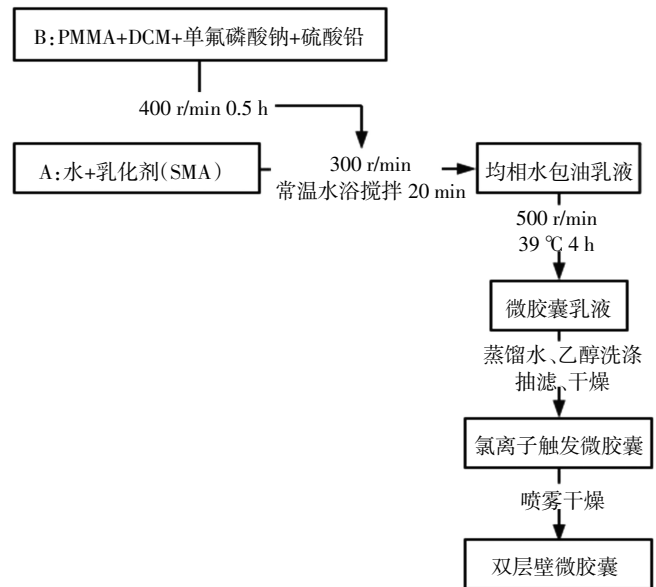 B:PMMA+DCM+单氟磷酸钠+硫酸铅
400 r/min 0.5 h
A:水+乳化剂(SMA)
300 r/min
常温水浴搅拌 20 min
均相水包油乳液
500 r/min
39 ℃ 4 h
微胶囊乳液
蒸馏水、乙醇洗涤
抽滤、干燥
氯离子触发微胶囊
喷雾干燥
双层壁微胶囊